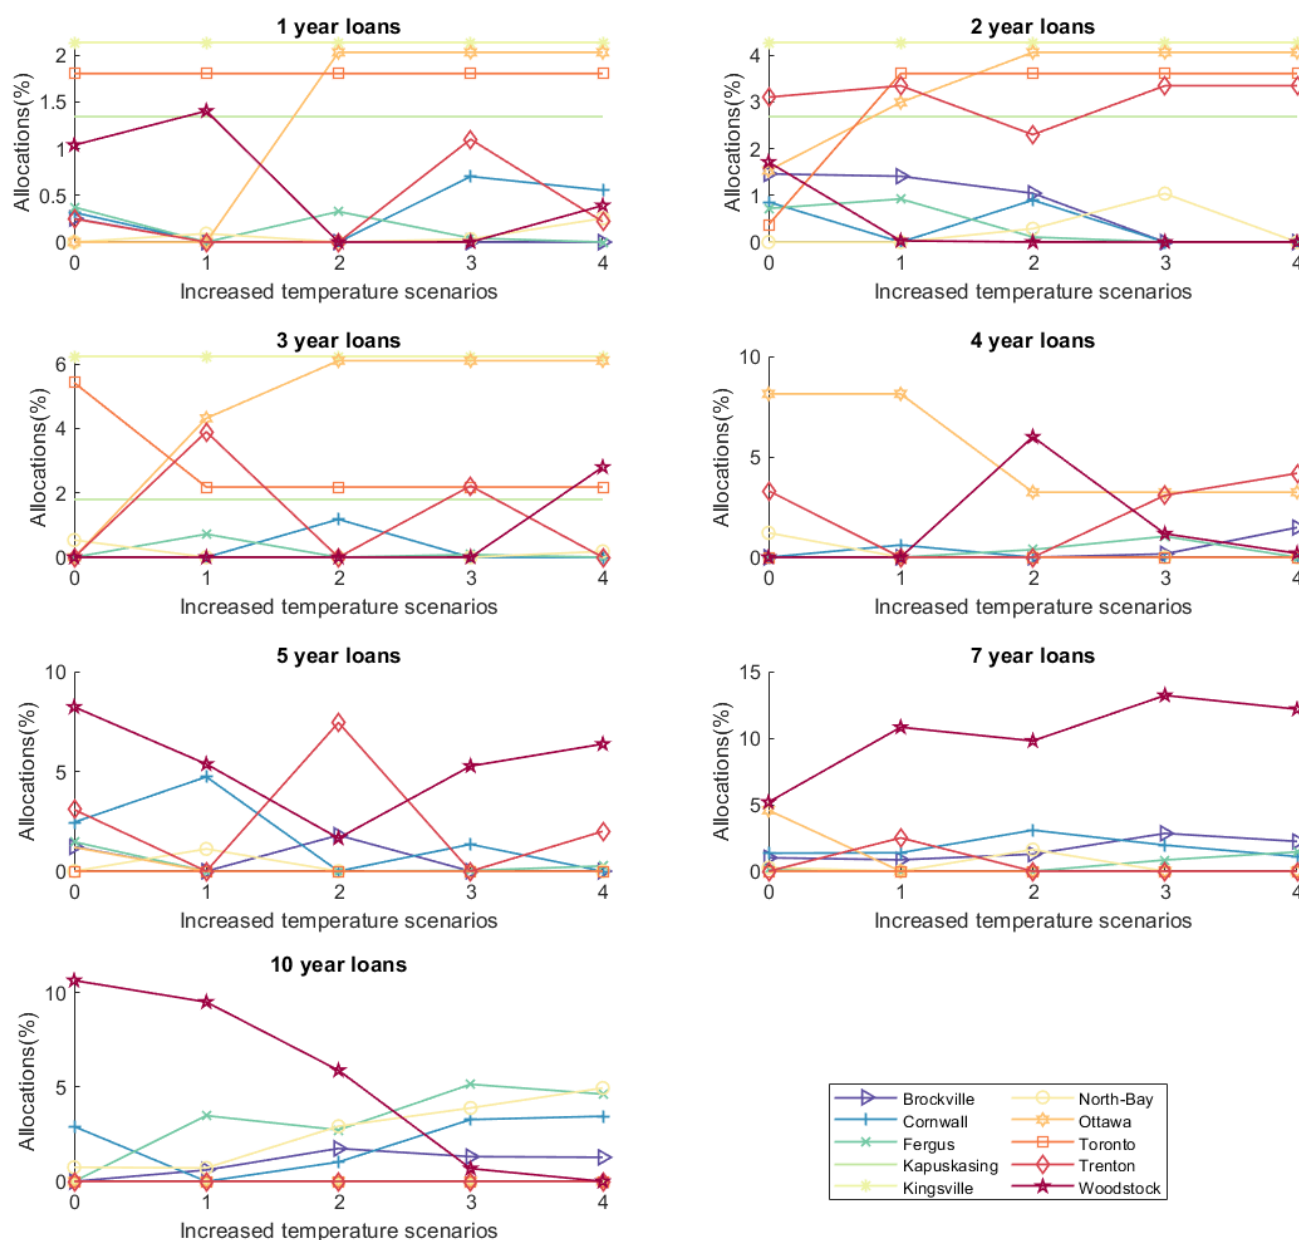 1 year loans
2
1.5
1
0.5
0
Allocations(%)
0 1 2 3 4
Increased temperature scenarios
2 year loans
4
3
2
1
0
Allocations(%)
0 1 2 3 4
Increased temperature scenarios
3 year loans
6
4
2
0
Allocations(%)
0 1 2 3 4
Increased temperature scenarios
4 year loans
10
5
0
Allocations(%)
0 1 2 3 4
Increased temperature scenarios
5 year loans
10
5
0
Allocations(%)
0 1 2 3 4
Increased temperature scenarios
7 year loans
15
10
5
0
Allocations(%)
0 1 2 3 4
Increased temperature scenarios
10 year loans
10
5
0
Allocations(%)
0 1 2 3 4
Increased temperature scenarios
Brockville
Cornwall
Fergus
Kapuskasing
Kingsville
North-Bay
Ottawa
Toronto
Trenton
Woodstock